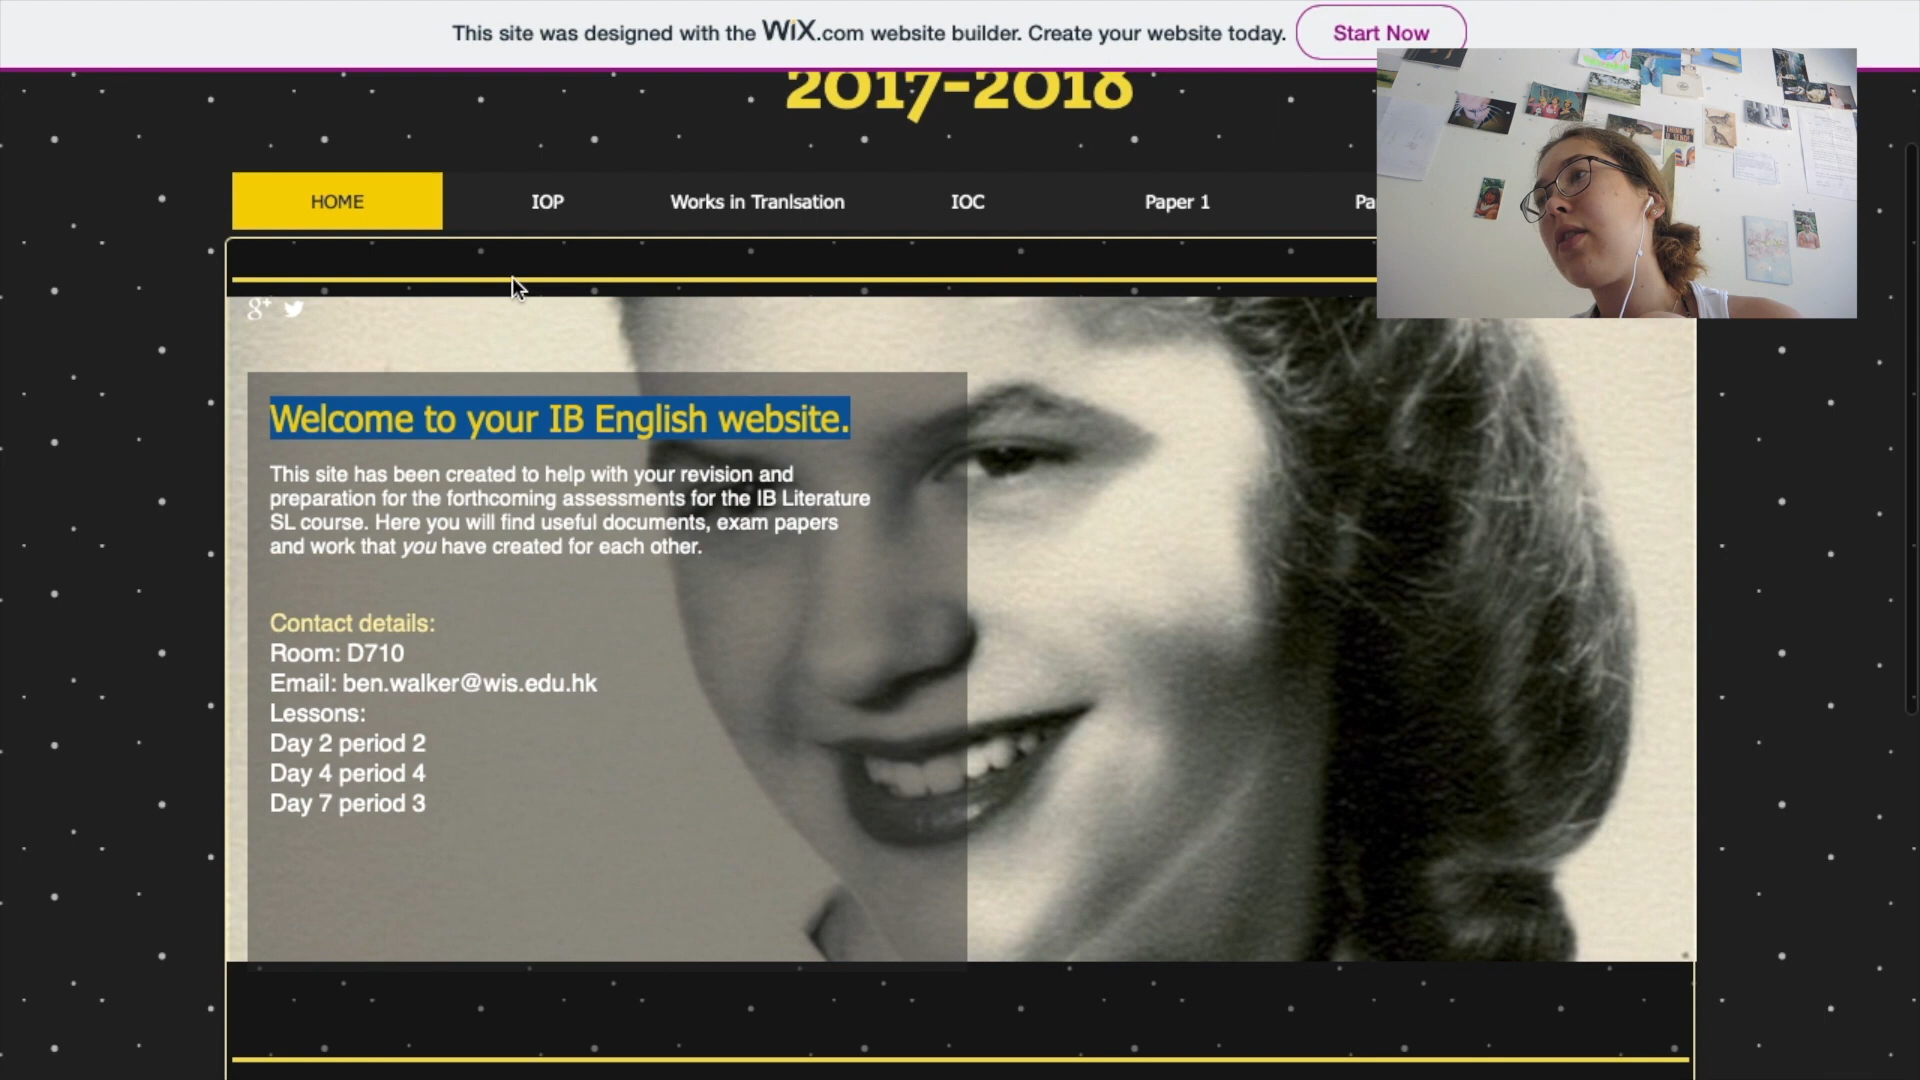 This site was designed with the WiX.com website builder. Create your website today.
Start Now
2017-2018
HOME
IOP
Works in Tranlsation
IOC
Paper 1
Pa
g+
Welcome to your IB English website.
This site has been created to help with your revision and
preparation for the forthcoming assessments for the IB Literature
SL course. Here you will find useful documents, exam papers
and work that you have created for each other.
Contact details:
Room: D710
Email: ben.walker@wis.edu.hk
Lessons:
Day 2 period 2
Day 4 period 4
Day 7 period 3